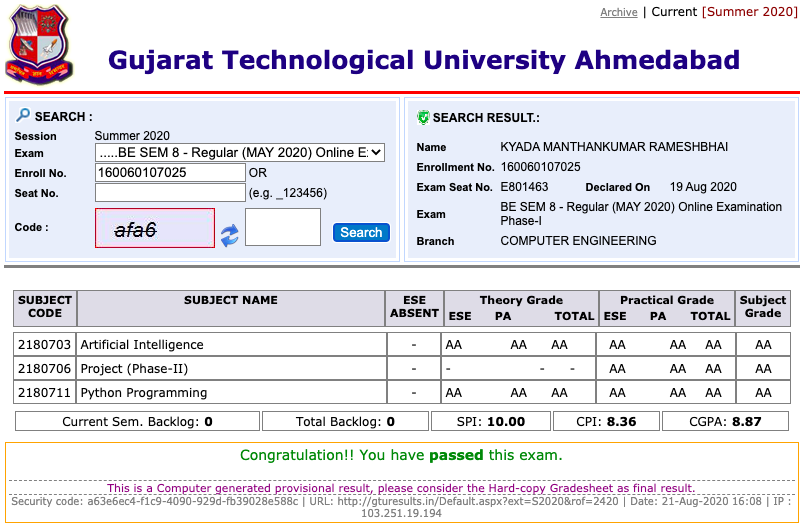 Archive | Current [Summer 2020]
Gujarat Technological University Ahmedabad
SEARCH :
Session Summer 2020
Exam .....BE SEM 8 - Regular (MAY 2020) Online Ex
Enroll No. 160060107025 OR
Seat No. (e.g. _123456)
Code : afa6 Search
SEARCH RESULT.:
Name KYADA MANTHANKUMAR RAMESHBHAI
Enrollment No. 160060107025
Exam Seat No. E801463 Declared On 19 Aug 2020
Exam BE SEM 8 - Regular (MAY 2020) Online Examination
Phase-I
Branch COMPUTER ENGINEERING
SUBJECT CODE SUBJECT NAME ESE ABSENT Theory Grade ESE PA TOTAL Practical Grade ESE PA TOTAL Subject Grade
2180703 Artificial Intelligence - AA AA AA AA AA AA AA
2180706 Project (Phase-II) - - - - AA AA AA AA
2180711 Python Programming - AA AA AA AA AA AA AA
Current Sem. Backlog: 0 Total Backlog: 0 SPI: 10.00 CPI: 8.36 CGPA: 8.87
Congratulation!! You have passed this exam.
This is a Computer generated provisional result, please consider the Hard-copy Gradesheet as final result.
Security code: a63e6ec4-f1c9-4090-929d-fb39028e588c | URL: http://gturesults.in/Default.aspx?ext=S2020&rof=2420 | Date: 21-Aug-2020 16:08 | IP :
103.251.19.194